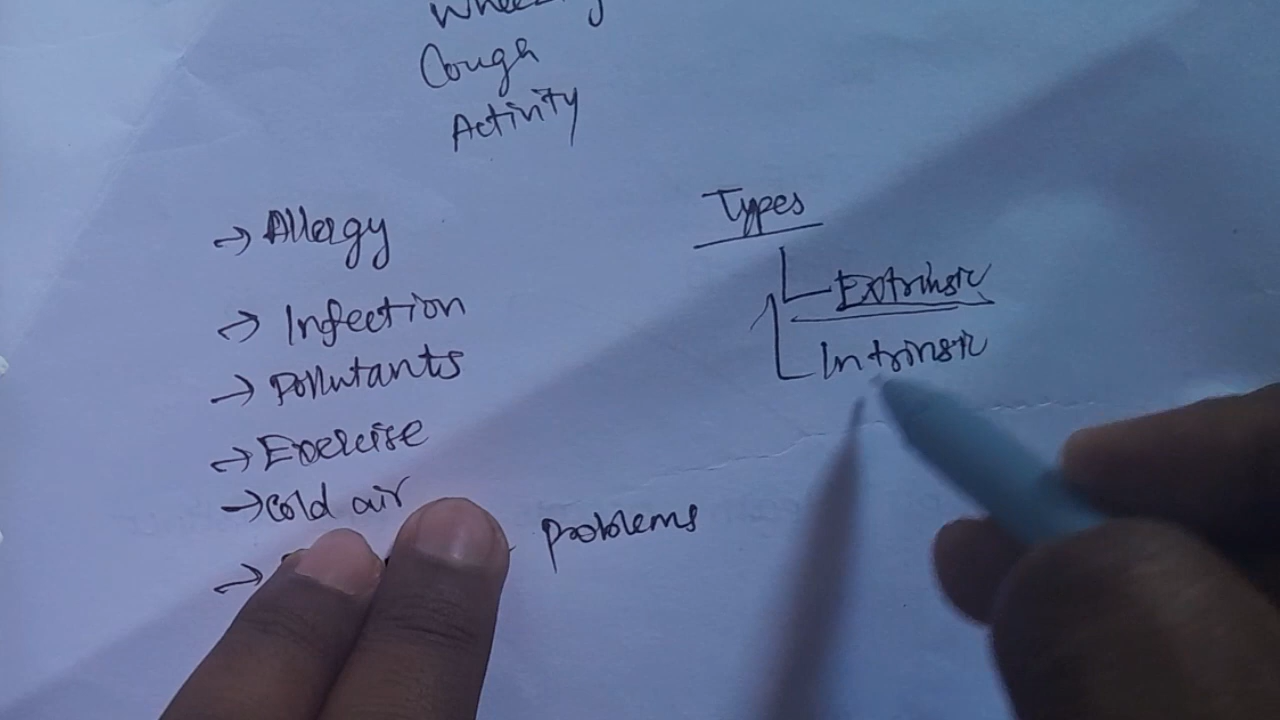 Cough
Activity
→ Allergy
→ Infection
→ Pollutants
→ Exercise
→ Cold air
→ problems
Types
Extrinsic
Intrinsic